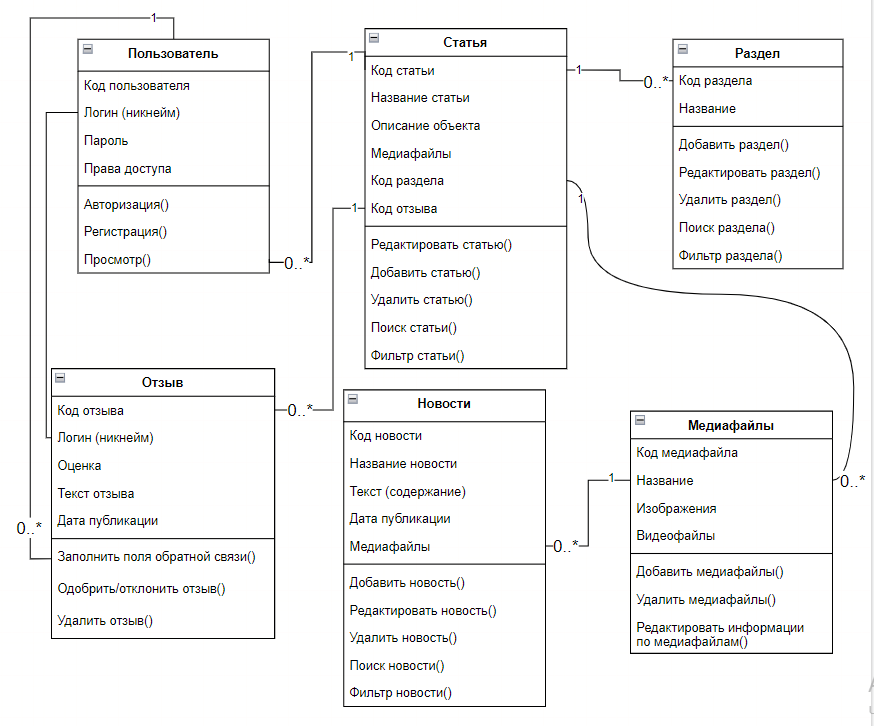 1
Пользователь
Код пользователя
Логин (никнейм)
Пароль
Права доступа
Авторизация()
Регистрация()
Просмотр()
0..*
1
Статья
Код статьи
Название статьи
Описание объекта
Медиафайлы
Код раздела
Код отзыва
Редактировать статью()
Добавить статью()
Удалить статью()
Поиск статьи()
Фильтр статьи()
1
0..*
Раздел
Код раздела
Название
Добавить раздел()
Редактировать раздел()
Удалить раздел()
Поиск раздела()
Фильтр раздела()
1
1
Отзыв
Код отзыва
Логин (никнейм)
Оценка
Текст отзыва
Дата публикации
Заполнить поля обратной связи()
Одобрить/отклонить отзыв()
Удалить отзыв()
0..*
0..*
Новости
Код новости
Название новости
Текст (содержание)
Дата публикации
Медиафайлы
Добавить новость()
Редактировать новость()
Удалить новость()
Поиск новости()
Фильтр новости()
0..*
1
Медиафайлы
Код медиафайла
Название
Изображения
Видеофайлы
Добавить медиафайлы()
Удалить медиафайлы()
Редактировать информации
по медиафайлам()
0..*